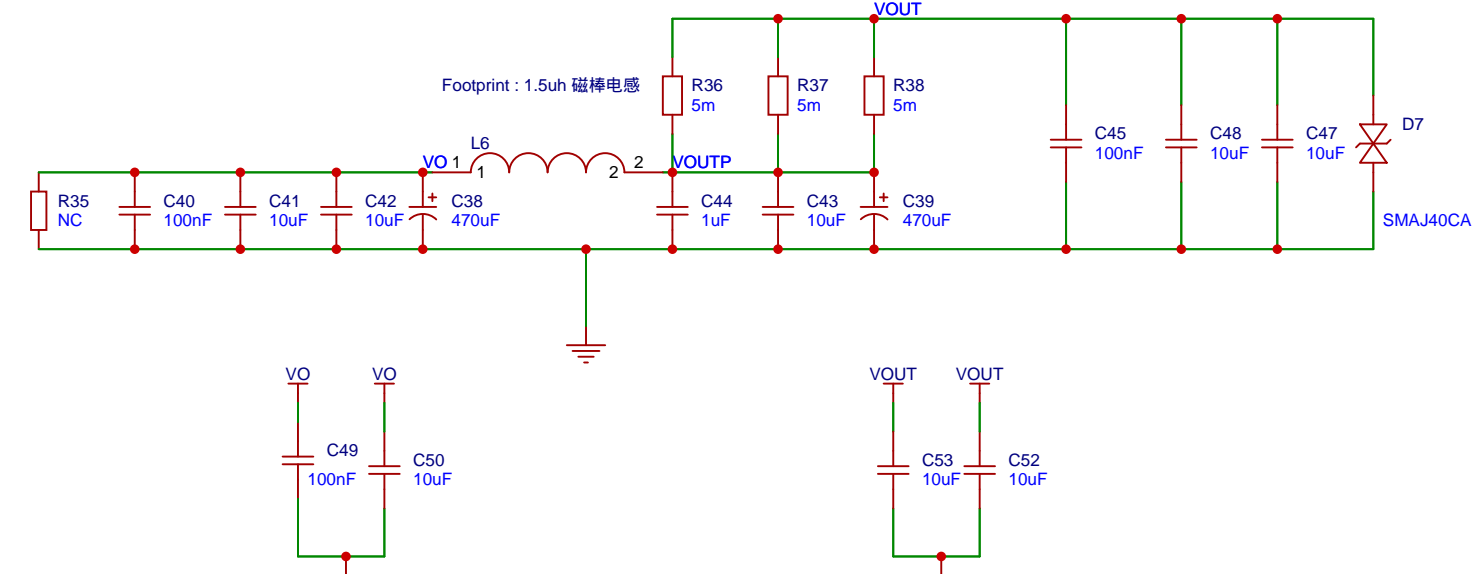 VOUT
Footprint : 1.5uh 磁棒电感
R36
5m
R37
5m
R38
5m
C45
100nF
C48
10uF
C47
10uF
D7
SMAJ40CA
L6
VO 1
1
2
2
VOUTP
R35
NC
C40
100nF
C41
10uF
C42
10uF
+
C38
470uF
C44
1uF
C43
10uF
+
C39
470uF
VO
VO
VOUT
VOUT
C49
100nF
C50
10uF
C53
10uF
C52
10uF